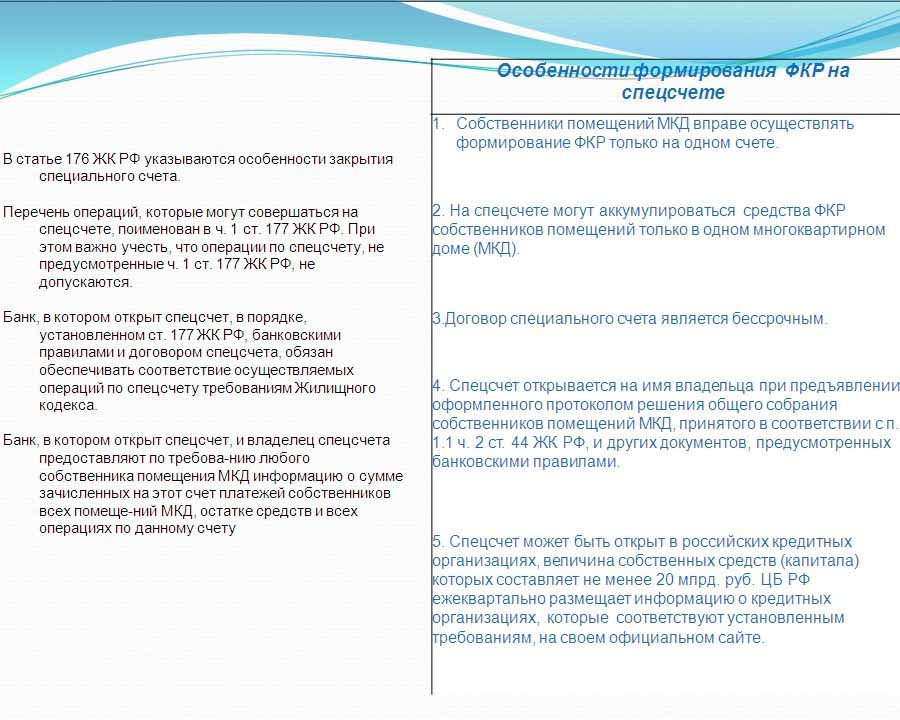 В статье 176 ЖК РФ указываются особенности закрытия
специального счета.
Перечень операций, которые могут совершаться на
спецсчете, поименован в ч. 1 ст. 177 ЖК РФ. При
этом важно учесть, что операции по спецсчету, не
предусмотренные ч. 1 ст. 177 ЖК РФ, не
допускаются.
Банк, в котором открыт спецсчет, в порядке,
установленном ст. 177 ЖК РФ, банковскими
правилами и договором спецсчета, обязан
обеспечивать соответствие осуществляемых
операций по спецсчету требованиям Жилищного
кодекса.
Банк, в котором открыт спецсчет, и владелец спецсчета
предоставляют по требова-нию любого
собственника помещения МКД информацию о сумме
зачисленных на этот счет платежей собственников
всех помеще-ний МКД, остатке средств и всех
операциях по данному счету
Особенности формирования ФКР на
спецсчете
1. Собственники помещений МКД вправе осуществлять
формирование ФКР только на одном счете.
2. На спецсчете могут аккумулироваться средства ФКР
собственников помещений только в одном многоквартирном
доме (МКД).
3.Договор специального счета является бессрочным.
4. Спецсчет открывается на имя владельца при предъявлении
оформленного протоколом решения общего собрания
собственников помещений МКД, принятого в соответствии с п.
1.1 ч. 2 ст. 44 ЖК РФ, и других документов, предусмотренных
банковскими правилами.
5. Спецсчет может быть открыт в российских кредитных
организациях, величина собственных средств (капитала)
которых составляет не менее 20 млрд. руб. ЦБ РФ
ежеквартально размещает информацию о кредитных
организациях, которые соответствуют установленным
требованиям, на своем официальном сайте.